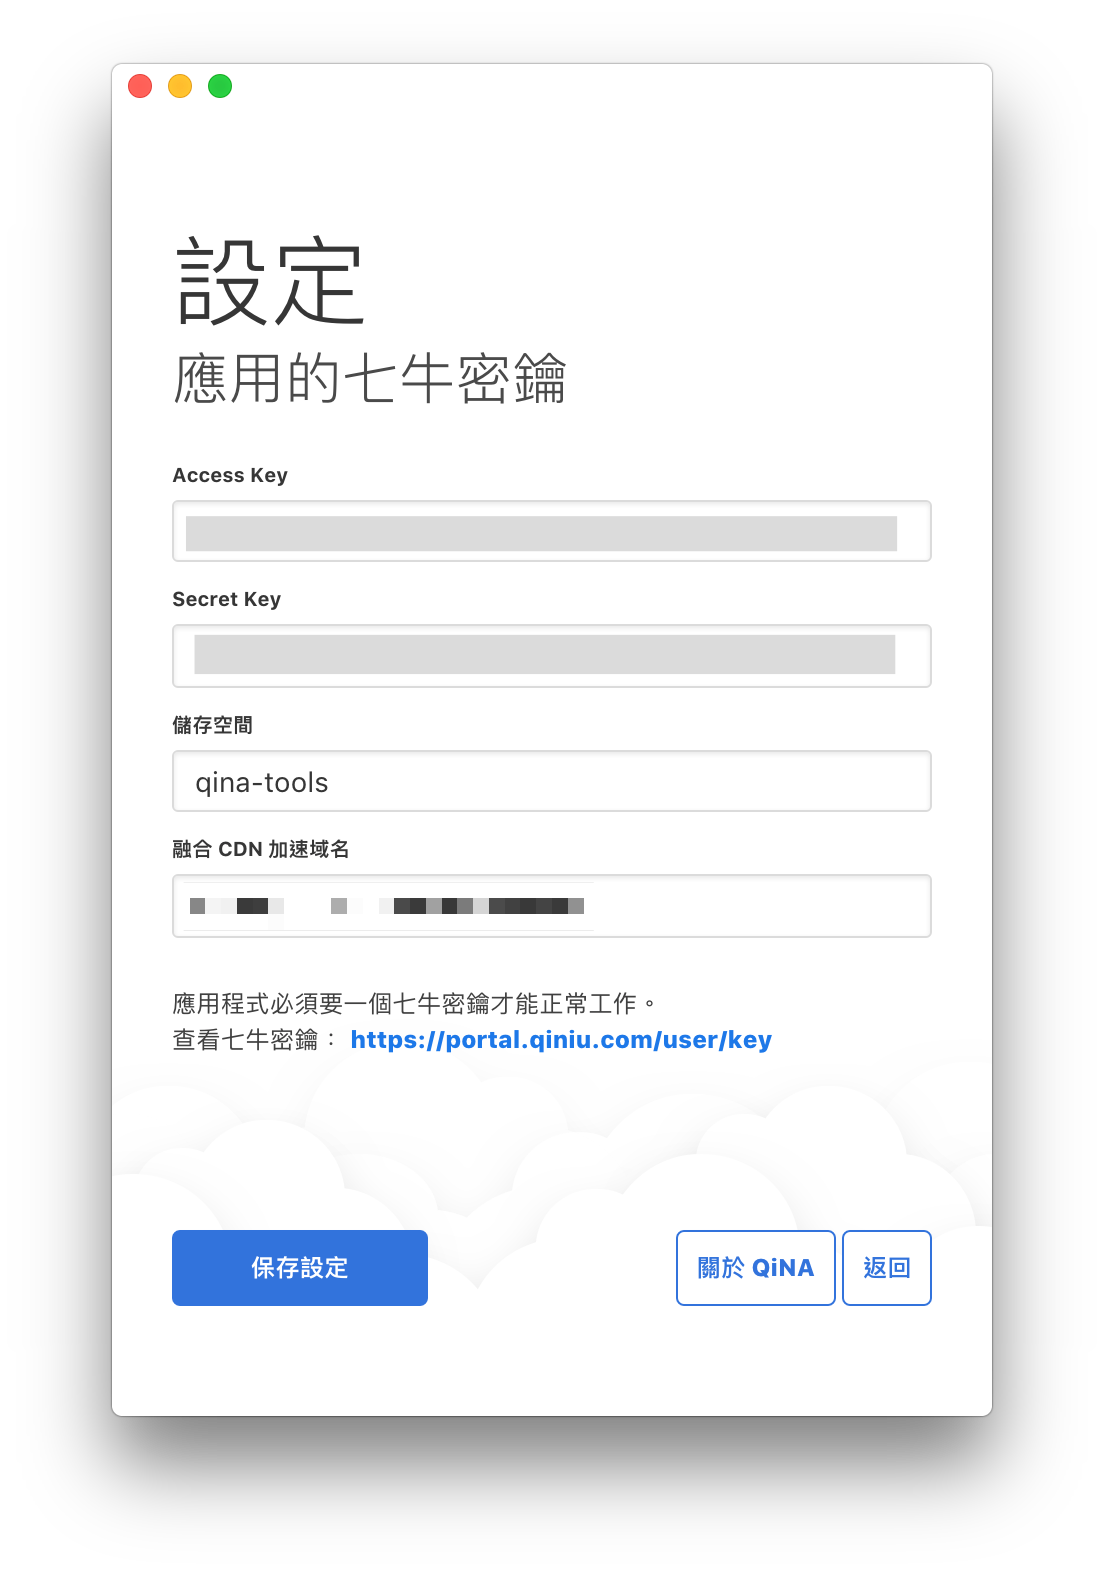 設定
應用的七牛密鑰
Access Key
Secret Key
儲存空間
qina-tools
融合 CDN 加速域名
應用程式必須要一個七牛密鑰才能正常工作。
查看七牛密鑰： https://portal.qiniu.com/user/key
保存設定 關於 QiNA 返回